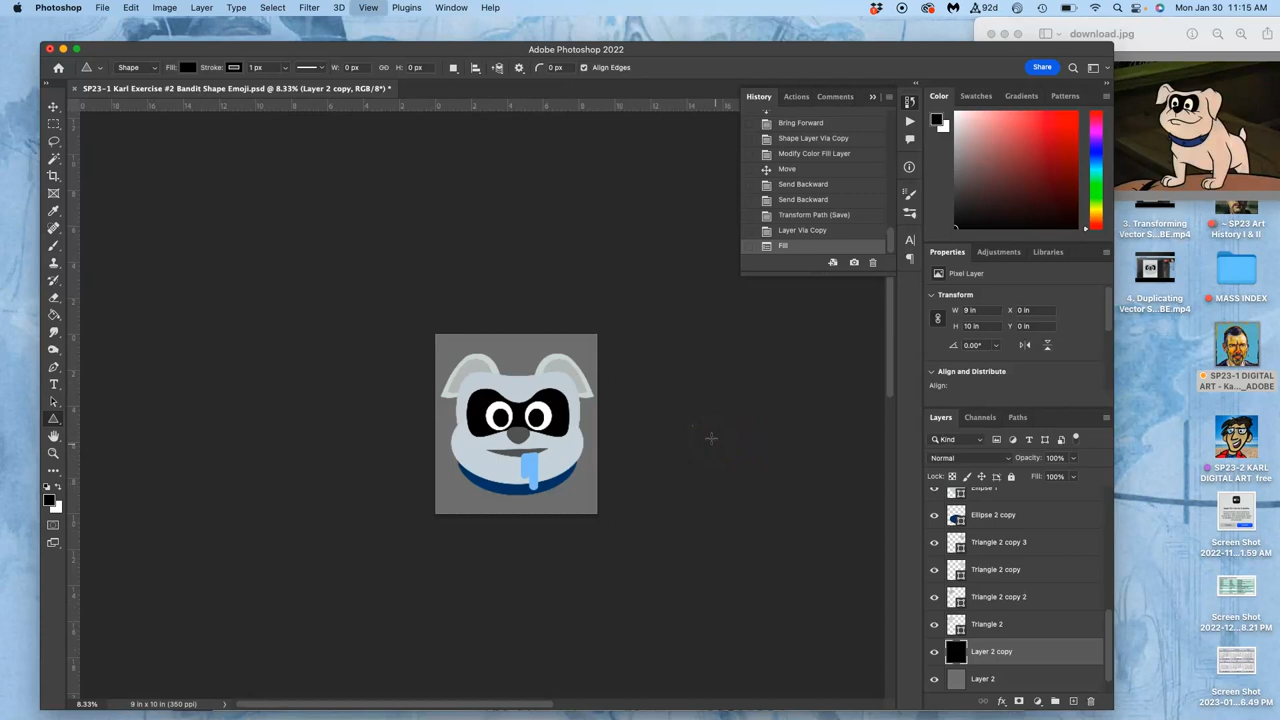 Photoshop File Edit Image Layer Type Select Filter 3D View Plugins Window Help
92d Mon Jan 30 11:15 AM
download.jpg
Adobe Photoshop 2022
Shape Fill: Stroke: 1 px W: 0 px H: 0 px 0 px Align Edges Share
SP23-1 Karl Exercise #2 Bandit Shape Emoji.psd @ 8.33% (Layer 2 copy, RGB/8*) *
History Actions Comments
Bring Forward
Shape Layer Via Copy
Modify Color Fill Layer
Move
Send Backward
Send Backward
Transform Path (Save)
Layer Via Copy
Fill
Color Swatches Gradients Patterns
Properties Adjustments Libraries
Pixel Layer
Transform
W 9 in X 0 in
H 10 in Y 0 in
0.00°
Align and Distribute
Align:
Layers Channels Paths
Kind
Normal Opacity: 100%
Lock: Fill: 100%
Ellipse 1
Ellipse 2 copy
Triangle 2 copy 3
Triangle 2 copy
Triangle 2 copy 2
Triangle 2
Layer 2 copy
Layer 2
8.33% 9 in x 10 in (350 ppi)
3. Transforming
Vector S...BE.mp4
~ SP23 Art
History I & II
4. Duplicating
Vector S...BE.mp4
MASS INDEX
SP23-1 DIGITAL
ART - Ka..._ADOBE
SP23-2 KARL
DIGITAL ART free
Screen Shot
2022-11...1.59 AM
Screen Shot
2022-12...8.21 PM
Screen Shot
2023-01...6.49 PM